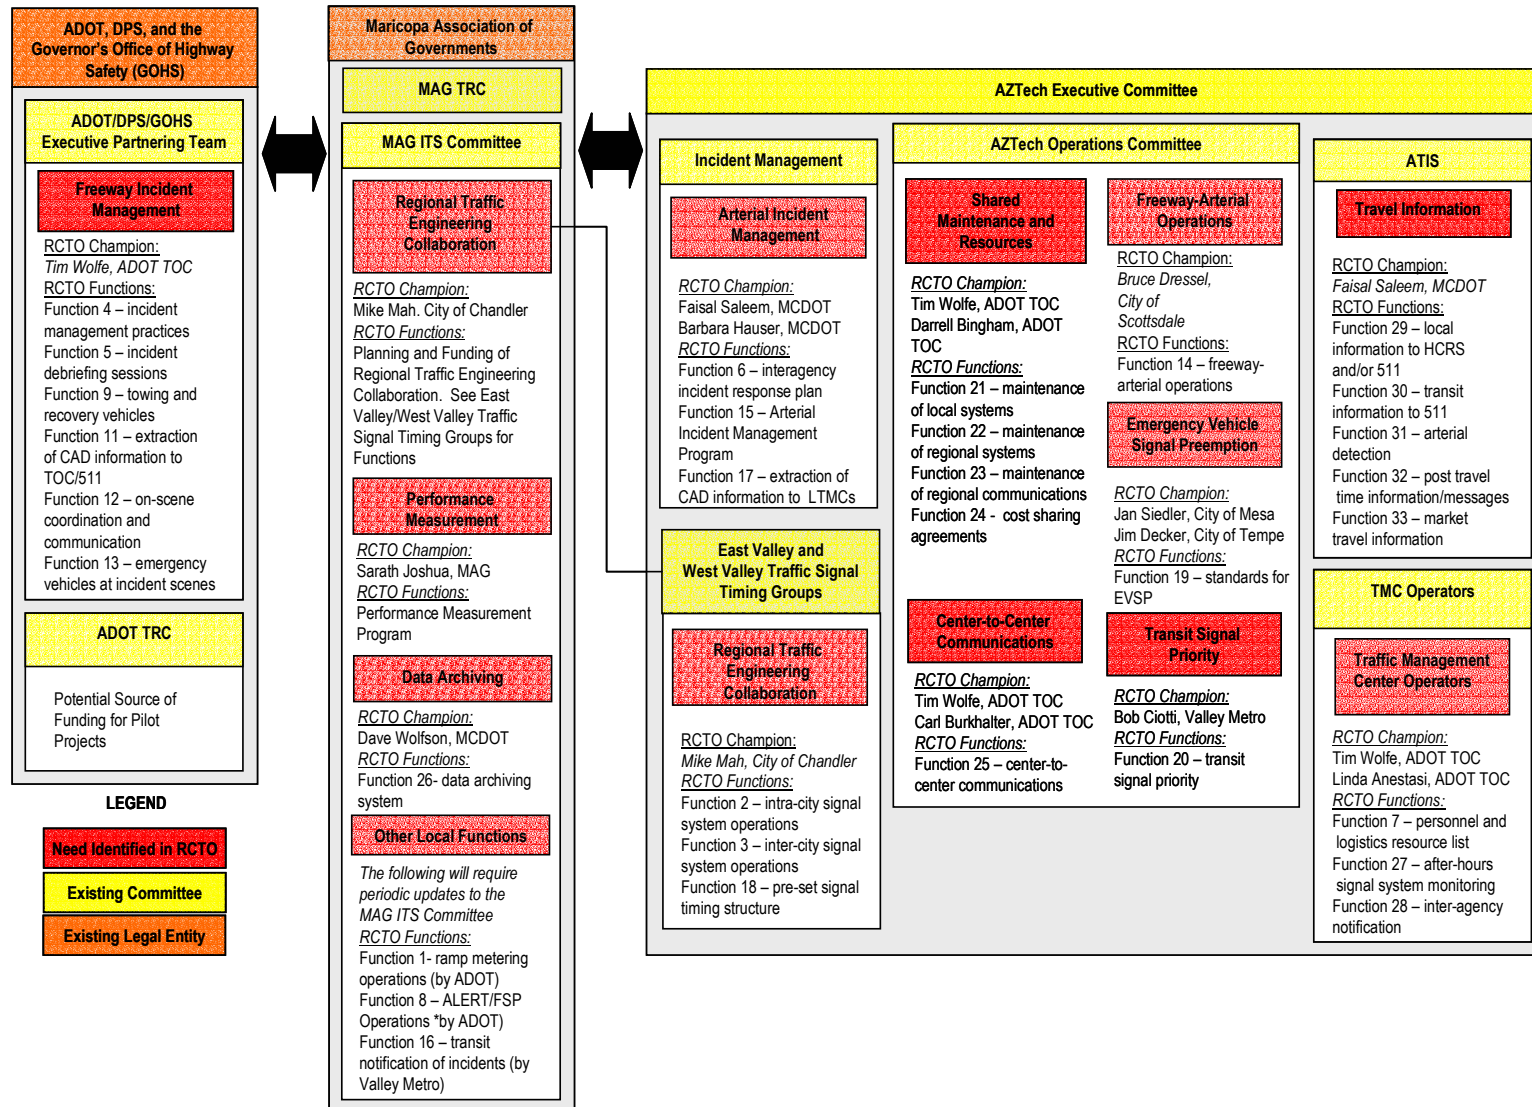 ADOT, DPS, and the
Governor's Office of Highway
Safety (GOHS)
ADOT/DPS/GOHS
Executive Partnering Team
Freeway Incident
Management
RCTO Champion:
Tim Wolfe, ADOT TOC
RCTO Functions:
Function 4 – incident
management practices
Function 5 – incident
debriefing sessions
Function 9 – towing and
recovery vehicles
Function 11 – extraction
of CAD information to
TOC/511
Function 12 – on-scene
coordination and
communication
Function 13 – emergency
vehicles at incident scenes
ADOT TRC
Potential Source of
Funding for Pilot
Projects
LEGEND
Need Identified in RCTO
Existing Committee
Existing Legal Entity
Maricopa Association of
Governments
MAG TRC
MAG ITS Committee
Regional Traffic
Engineering
Collaboration
RCTO Champion:
Mike Mah. City of Chandler
RCTO Functions:
Planning and Funding of
Regional Traffic Engineering
Collaboration. See East
Valley/West Valley Traffic
Signal Timing Groups for
Functions
Performance
Measurement
RCTO Champion:
Sarath Joshua, MAG
RCTO Functions:
Performance Measurement
Program
Data Archiving
RCTO Champion:
Dave Wolfson, MCDOT
RCTO Functions:
Function 26- data archiving
system
Other Local Functions
The following will require
periodic updates to the
MAG ITS Committee
RCTO Functions:
Function 1- ramp metering
operations (by ADOT)
Function 8 – ALERT/FSP
Operations *by ADOT)
Function 16 – transit
notification of incidents (by
Valley Metro)
AZTech Executive Committee
Incident Management
Arterial Incident
Management
RCTO Champion:
Faisal Saleem, MCDOT
Barbara Hauser, MCDOT
RCTO Functions:
Function 6 – interagency
incident response plan
Function 15 – Arterial
Incident Management
Program
Function 17 – extraction of
CAD information to LTMCs
East Valley and
West Valley Traffic Signal
Timing Groups
Regional Traffic
Engineering
Collaboration
RCTO Champion:
Mike Mah, City of Chandler
RCTO Functions:
Function 2 – intra-city signal
system operations
Function 3 – inter-city signal
system operations
Function 18 – pre-set signal
timing structure
AZTech Operations Committee
Shared
Maintenance and
Resources
RCTO Champion:
Tim Wolfe, ADOT TOC
Darrell Bingham, ADOT
TOC
RCTO Functions:
Function 21 – maintenance
of local systems
Function 22 – maintenance
of regional systems
Function 23 – maintenance
of regional communications
Function 24 - cost sharing
agreements
Center-to-Center
Communications
RCTO Champion:
Tim Wolfe, ADOT TOC
Carl Burkhalter, ADOT TOC
RCTO Functions:
Function 25 – center-to-
center communications
Freeway-Arterial
Operations
RCTO Champion:
Bruce Dressel,
City of
Scottsdale
RCTO Functions:
Function 14 – freeway-
arterial operations
Emergency Vehicle
Signal Preemption
RCTO Champion:
Jan Siedler, City of Mesa
Jim Decker, City of Tempe
RCTO Functions:
Function 19 – standards for
EVSP
Transit Signal
Priority
RCTO Champion:
Bob Ciotti, Valley Metro
RCTO Functions:
Function 20 – transit
signal priority
ATIS
Travel Information
RCTO Champion:
Faisal Saleem, MCDOT
RCTO Functions:
Function 29 – local
information to HCRS
and/or 511
Function 30 – transit
information to 511
Function 31 – arterial
detection
Function 32 – post travel
time information/messages
Function 33 – market
travel information
TMC Operators
Traffic Management
Center Operators
RCTO Champion:
Tim Wolfe, ADOT TOC
Linda Anestasi, ADOT TOC
RCTO Functions:
Function 7 – personnel and
logistics resource list
Function 27 – after-hours
signal system monitoring
Function 28 – inter-agency
notification